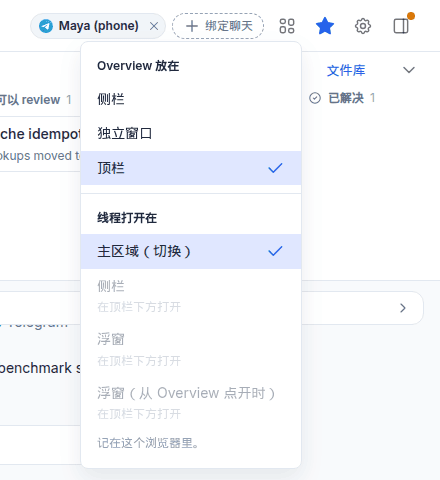 Maya (phone) × + 绑定聊天
Overview 放在
文件库
侧栏
可以 review 1
已解决 1
独立窗口
顶栏
线程打开在
主区域（切换）
侧栏
在顶栏下方打开
浮窗
在顶栏下方打开
benchmark
浮窗（从 Overview 点开时）
在顶栏下方打开
记在这个浏览器里。